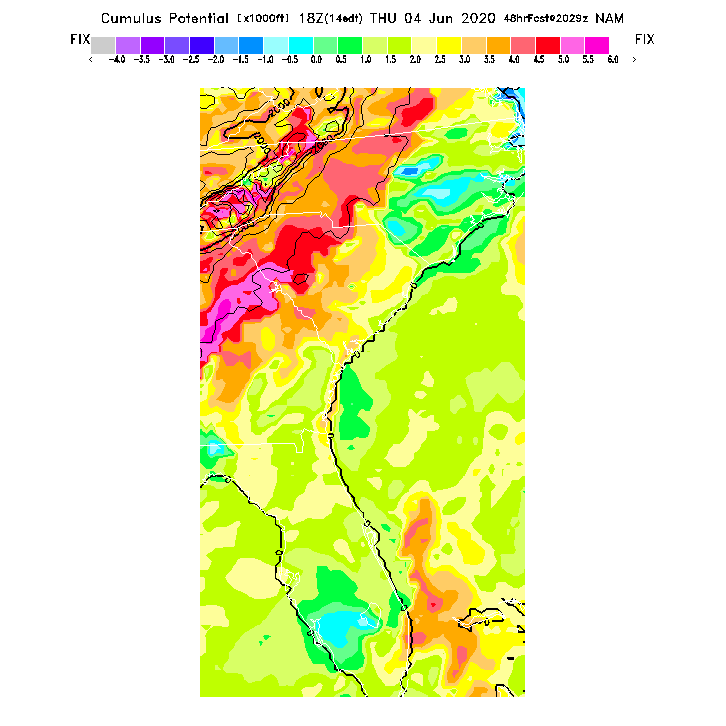 Cumulus Potential [x1000ft] 18Z(14edt) THU 04 Jun 2020 48hrFcst@2029z NAM
FIX FIX
< -4.0 -3.5 -3.0 -2.5 -2.0 -1.5 -1.0 -0.5 0.0 0.5 1.0 1.5 2.0 2.5 3.0 3.5 4.0 4.5 5.0 5.5 6.0 >
2000
2000